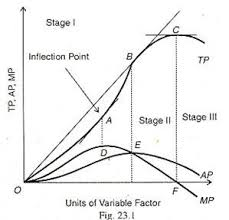 Stage I
C
B
TP
Inflection Point
TP, AP, MP
A
Stage II
Stage III
D
E
AP
O
F
MP
Units of Variable Factor
Fig. 23.1